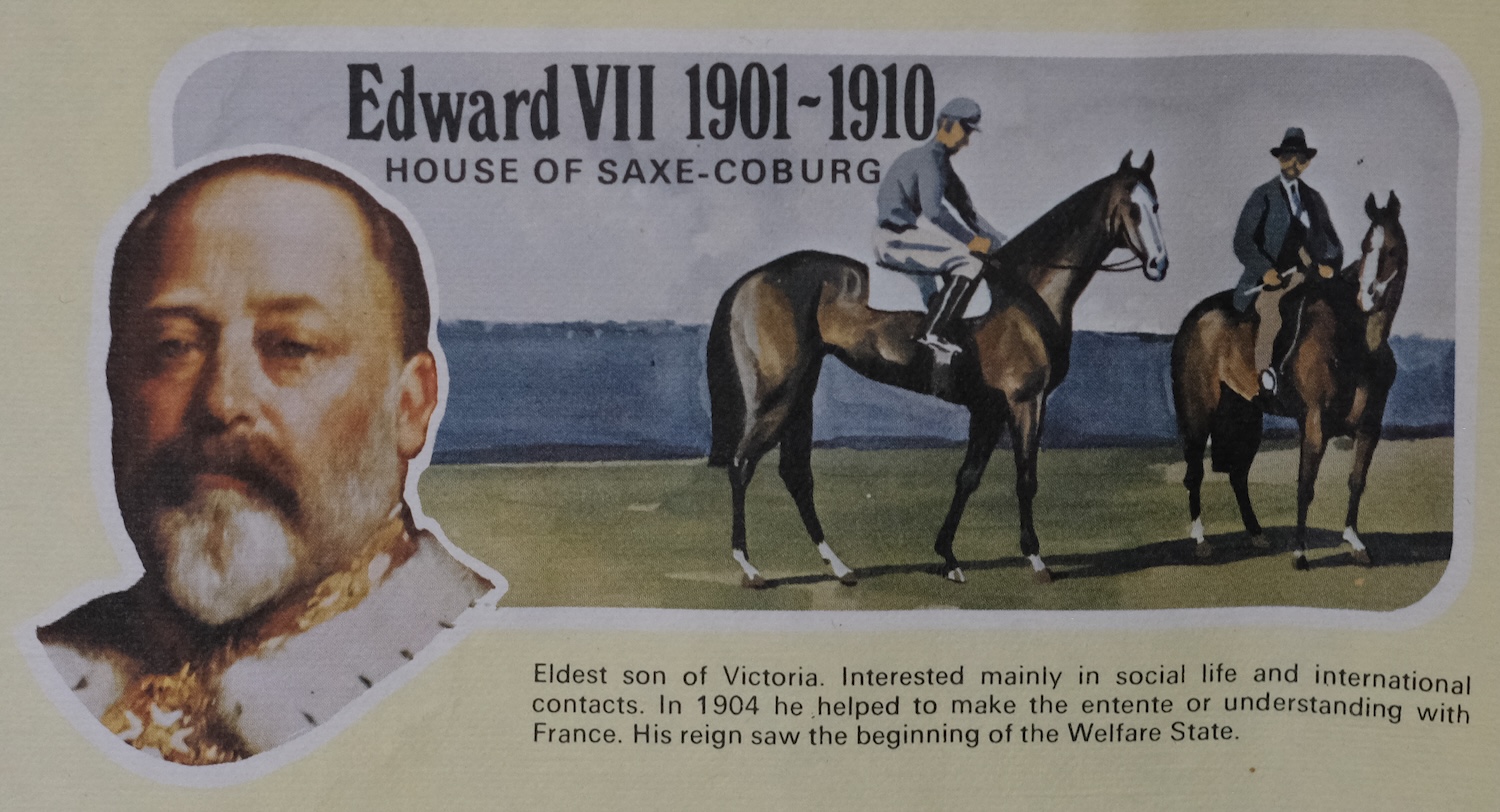 Edward VII 1901~1910
HOUSE OF SAXE-COBURG
Eldest son of Victoria. Interested mainly in social life and international
contacts. In 1904 he helped to make the entente or understanding with
France. His reign saw the beginning of the Welfare State.